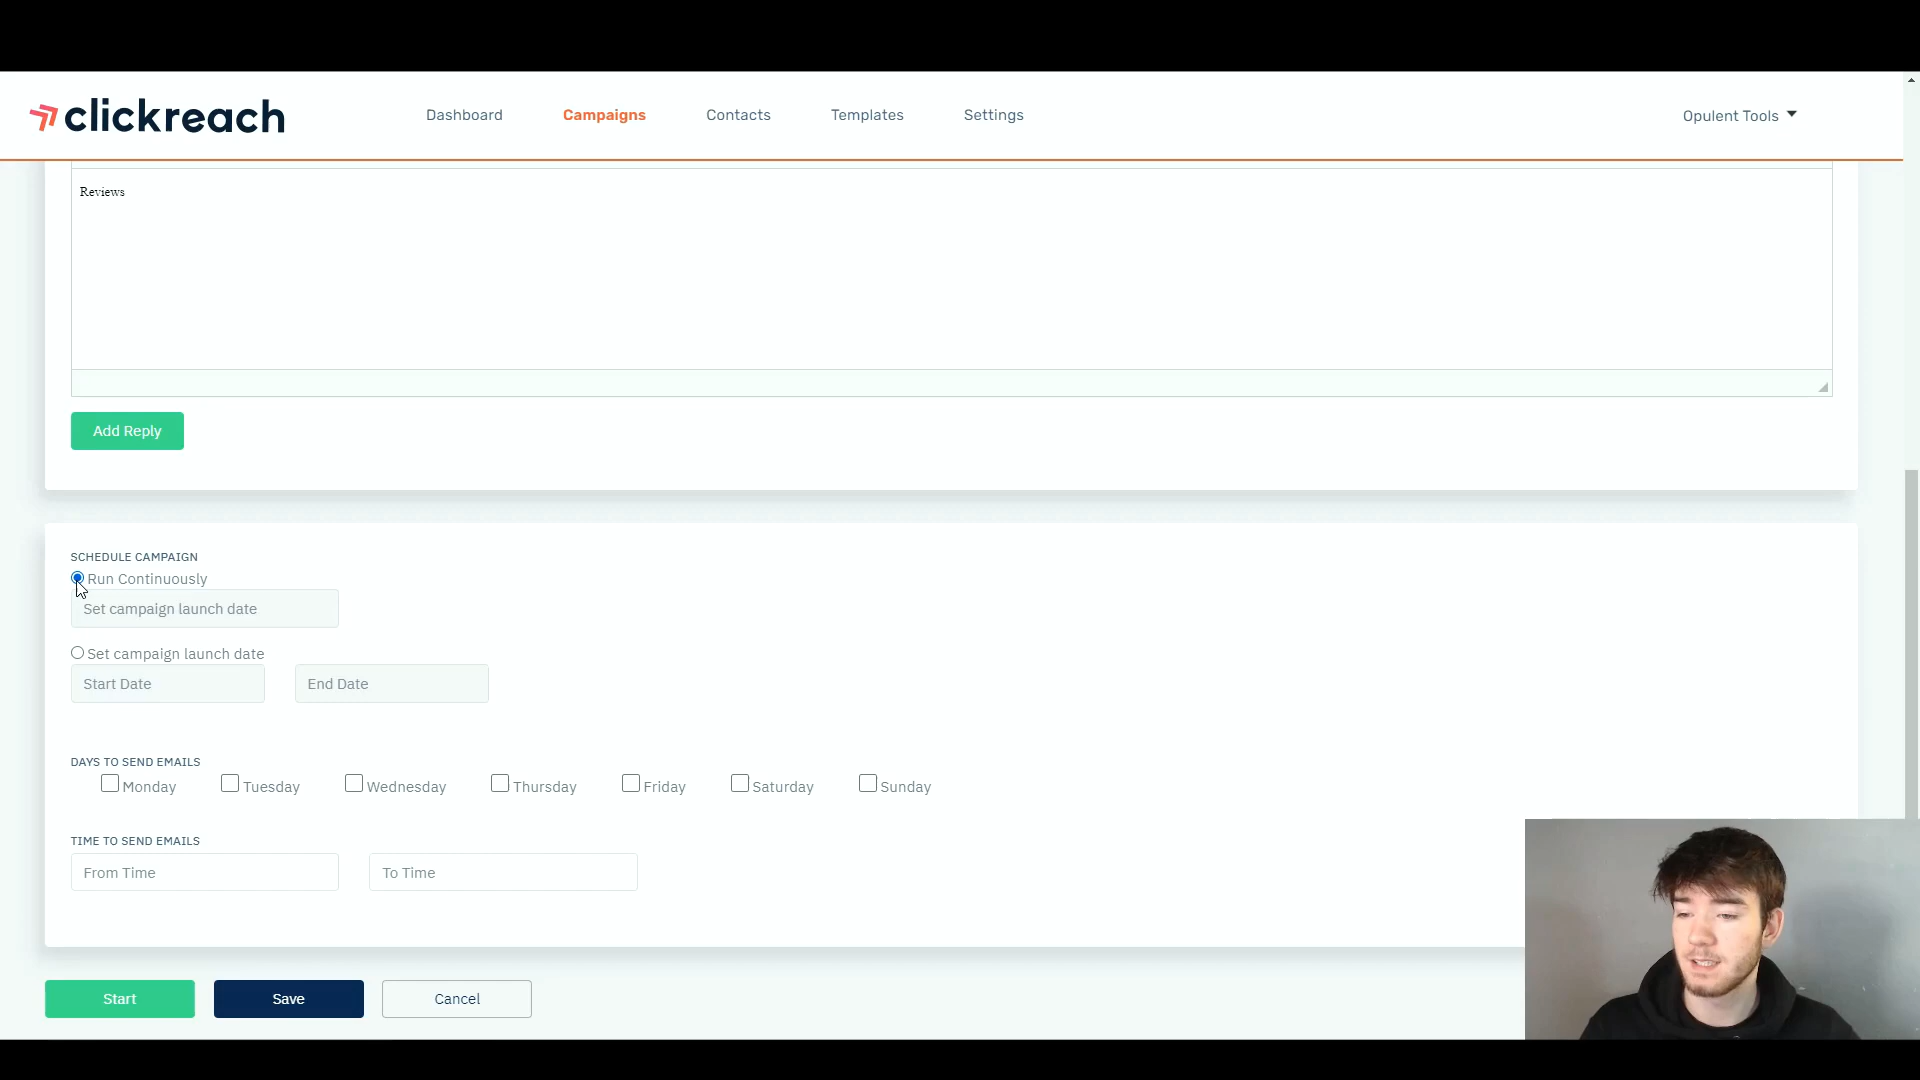 clickreach Dashboard Campaigns Contacts Templates Settings Opulent Tools
Reviews
Add Reply
SCHEDULE CAMPAIGN
Run Continuously
Set campaign launch date
Set campaign launch date
Start Date End Date
DAYS TO SEND EMAILS
Monday Tuesday Wednesday Thursday Friday Saturday Sunday
TIME TO SEND EMAILS
From Time To Time
Start Save Cancel